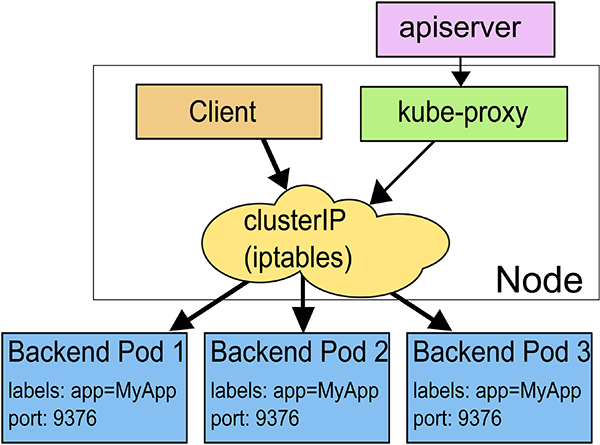 apiserver
Client
kube-proxy
clusterIP
(iptables)
Node
Backend Pod 1
labels: app=MyApp
port: 9376
Backend Pod 2
labels: app=MyApp
port: 9376
Backend Pod 3
labels: app=MyApp
port: 9376